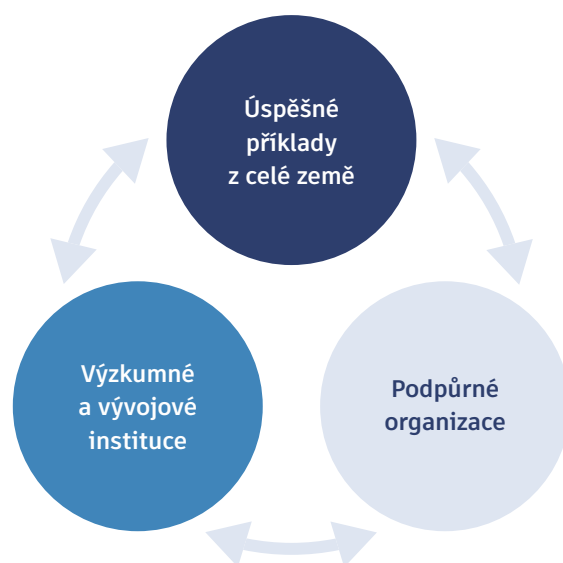 Úspěšné
příklady
z celé země
Výzkumné
a vývojové
instituce
Podpůrné
organizace